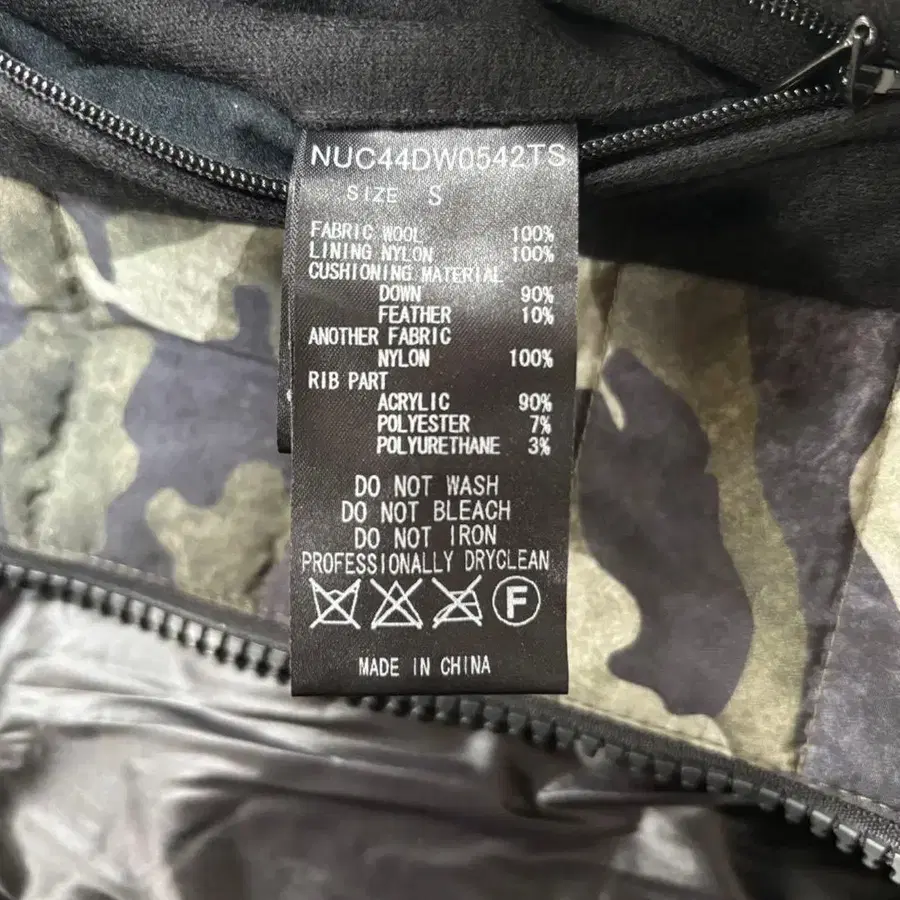 NUC44DW0542TS
SIZE S
FABRIC WOOL 100%
LINING NYLON 100%
CUSHIONING MATERIAL
DOWN 90%
FEATHER 10%
ANOTHER FABRIC
NYLON 100%
RIB PART
ACRYLIC 90%
POLYESTER 7%
POLYURETHANE 3%
DO NOT WASH
DO NOT BLEACH
DO NOT IRON
PROFESSIONALLY DRYCLEAN
F
MADE IN CHINA